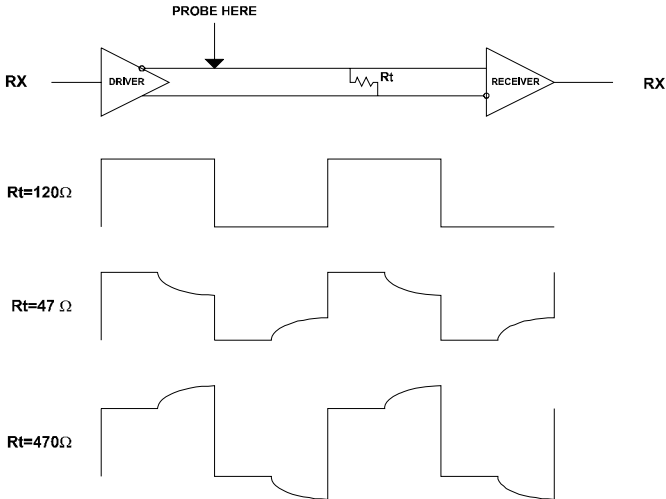 PROBE HERE
RX
DRIVER
Rt
RECEIVER
RX
Rt=120Ω
Rt=47 Ω
Rt=470Ω